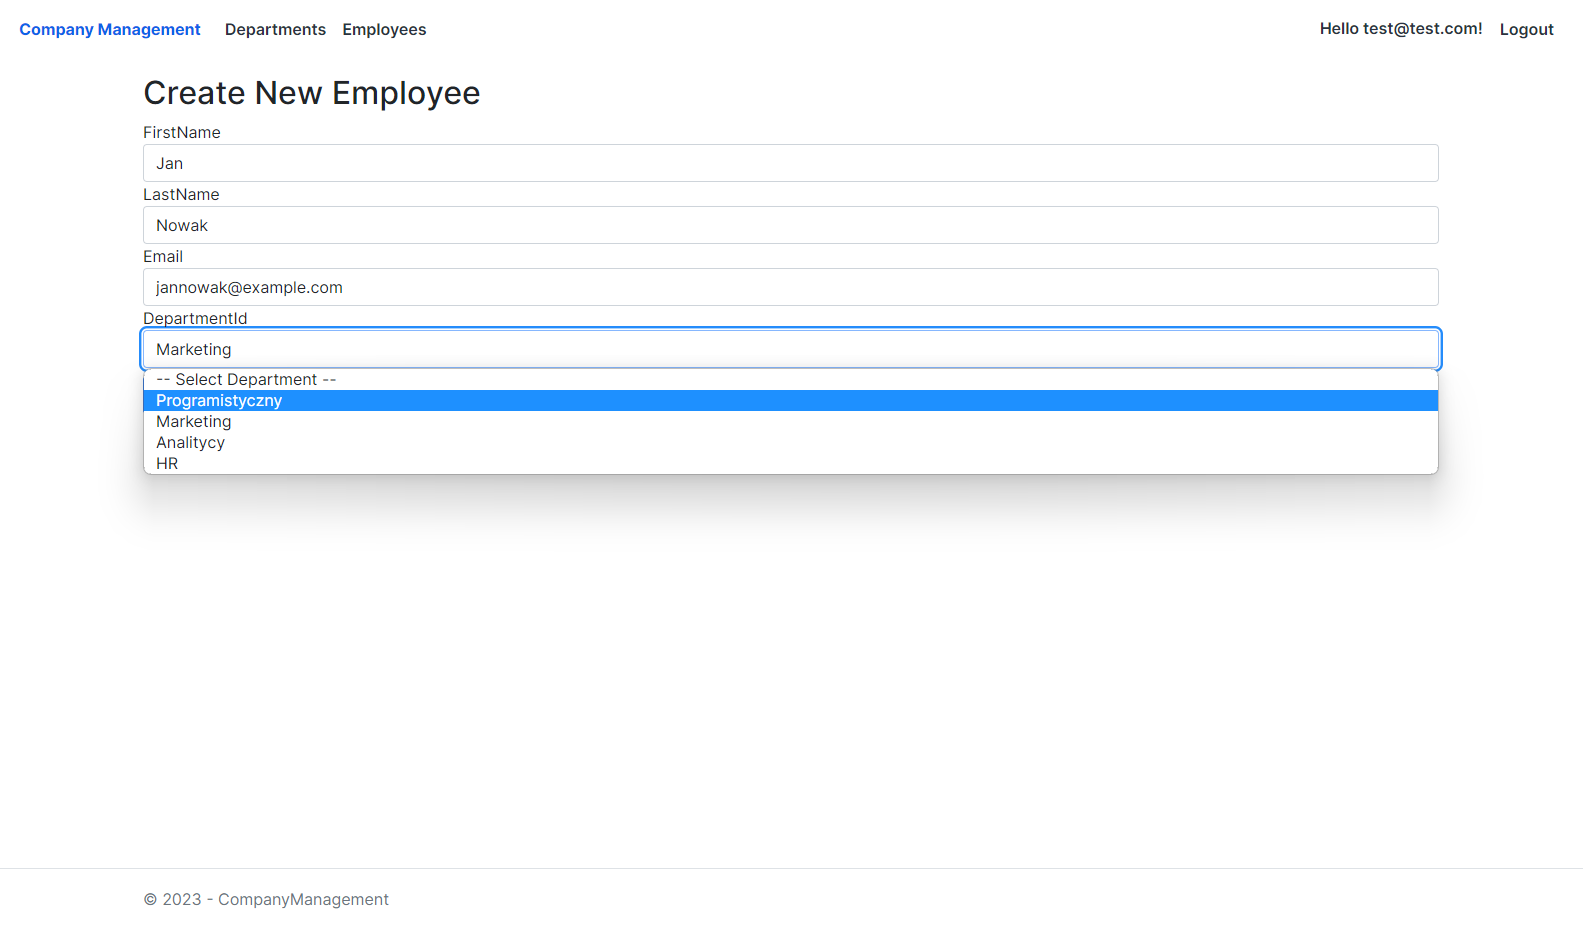 Company Management Departments Employees Hello test@test.com! Logout
Create New Employee
FirstName
Jan
LastName
Nowak
Email
jannowak@example.com
DepartmentId
Marketing
-- Select Department --
Programistyczny
Marketing
Analitycy
HR
© 2023 - CompanyManagement